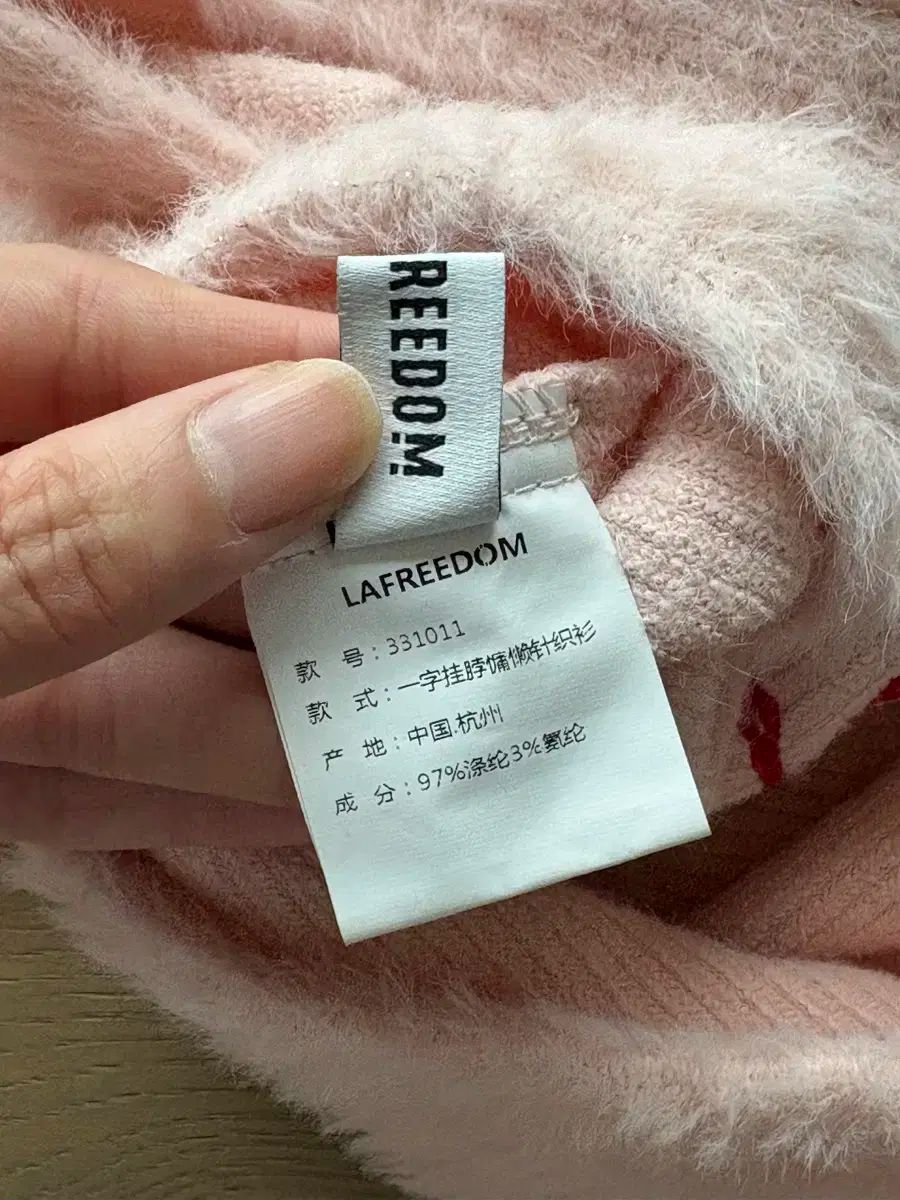 REEDOM
LAFREEDOM
款 号:331011
款 式:一字挂脖慵懒针织衫
产 地:中国.杭州
成 分:97%涤纶3%氨纶